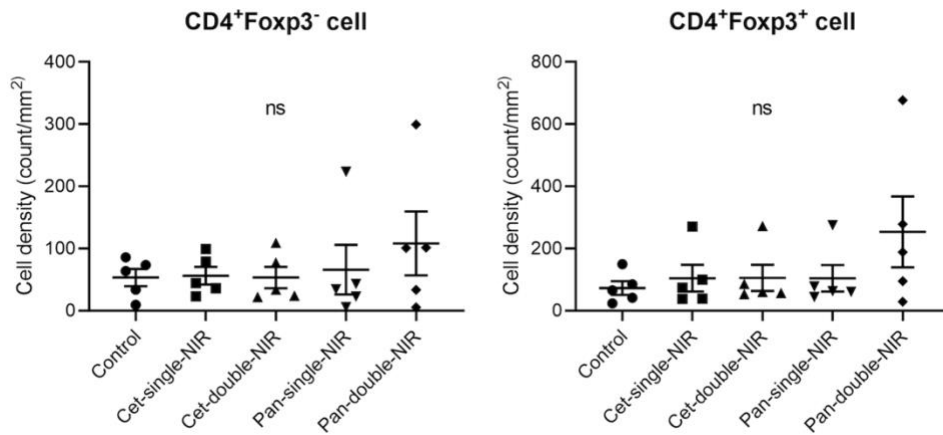 CD4⁺Foxp3⁻ cell
Cell density (count/mm²)
400
300
200
100
0
ns
Control
Cet-single-NIR
Cet-double-NIR
Pan-single-NIR
Pan-double-NIR
CD4⁺Foxp3⁺ cell
Cell density (count/mm²)
800
600
400
200
0
ns
Control
Cet-single-NIR
Cet-double-NIR
Pan-single-NIR
Pan-double-NIR